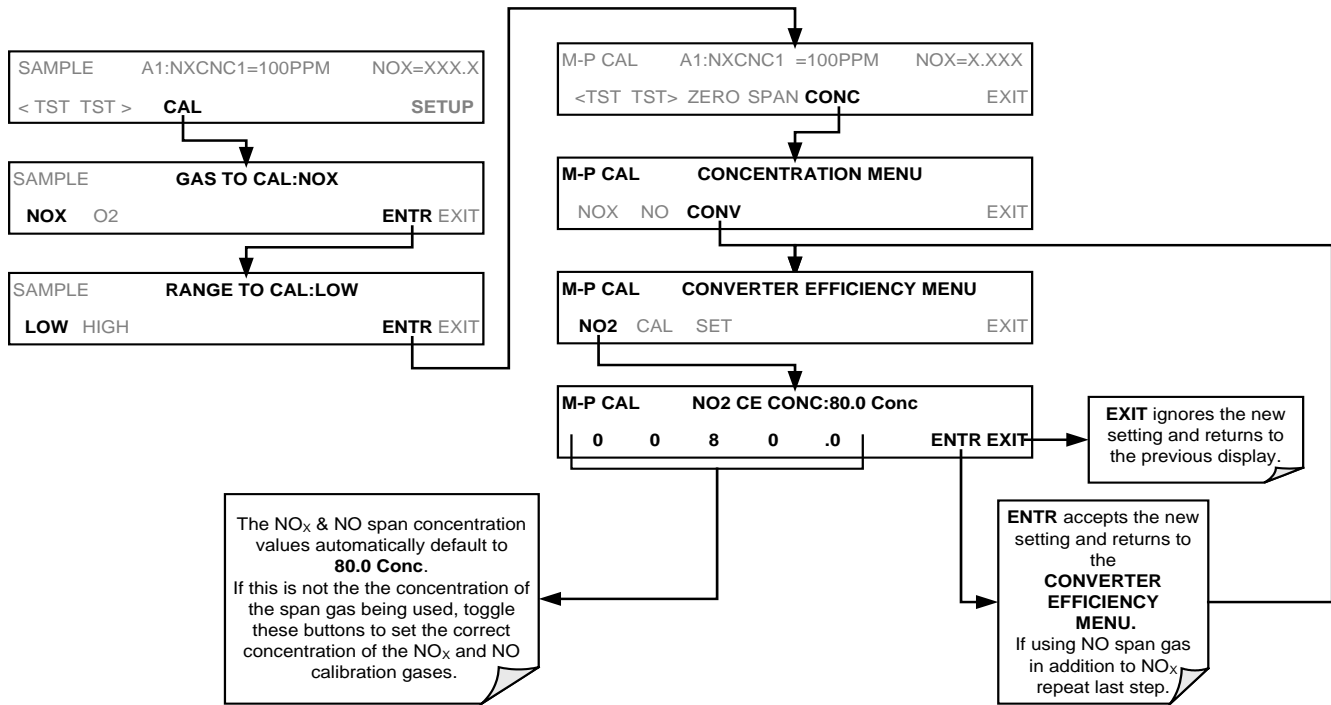 SAMPLE A1:NXCNC1=100PPM NOX=XXX.X
< TST TST > CAL SETUP
SAMPLE GAS TO CAL:NOX
NOX O2 ENTR EXIT
SAMPLE RANGE TO CAL:LOW
LOW HIGH ENTR EXIT
M-P CAL A1:NXCNC1 =100PPM NOX=X.XXX
<TST TST> ZERO SPAN CONC EXIT
M-P CAL CONCENTRATION MENU
NOX NO CONV EXIT
M-P CAL CONVERTER EFFICIENCY MENU
NO2 CAL SET EXIT
M-P CAL NO2 CE CONC:80.0 Conc
0 0 8 0 .0 ENTR EXIT
EXIT ignores the new
setting and returns to
the previous display.
The NOX & NO span concentration
values automatically default to
80.0 Conc.
If this is not the the concentration of
the span gas being used, toggle
these buttons to set the correct
concentration of the NOX and NO
calibration gases.
ENTR accepts the new
setting and returns to
the
CONVERTER
EFFICIENCY
MENU.
If using NO span gas
in addition to NOX
repeat last step.